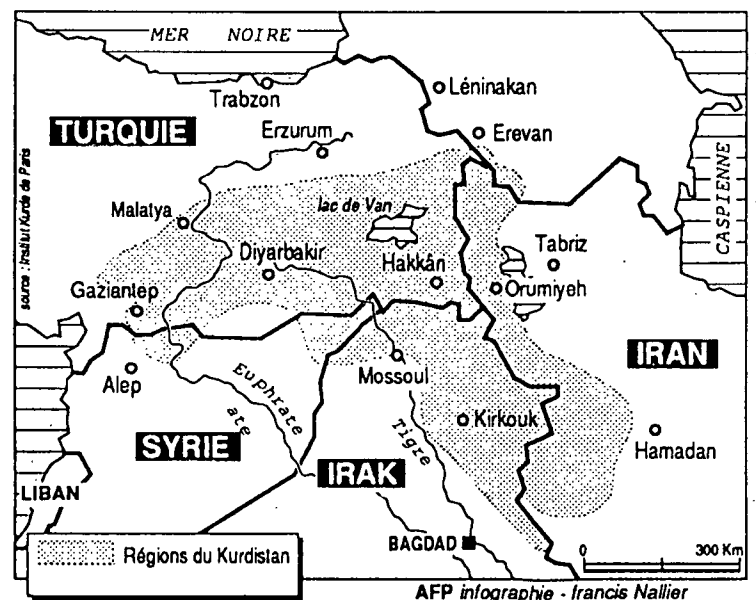 MER NOIRE
Trabzon
Léninakan
TURQUIE
Erzurum
Erevan
source : Institut Kurde de Paris
Malatya
lac de Van
CASPIENNE
Diyarbakir
Hakkân
Tabriz
Gaziantep
Orumiyeh
Alep
Euphrate
ate
Mossoul
IRAN
Tigre
Kirkouk
SYRIE
Hamadan
IRAK
LIBAN
BAGDAD
Régions du Kurdistan
0 300 Km
AFP infographie - francis Nallier